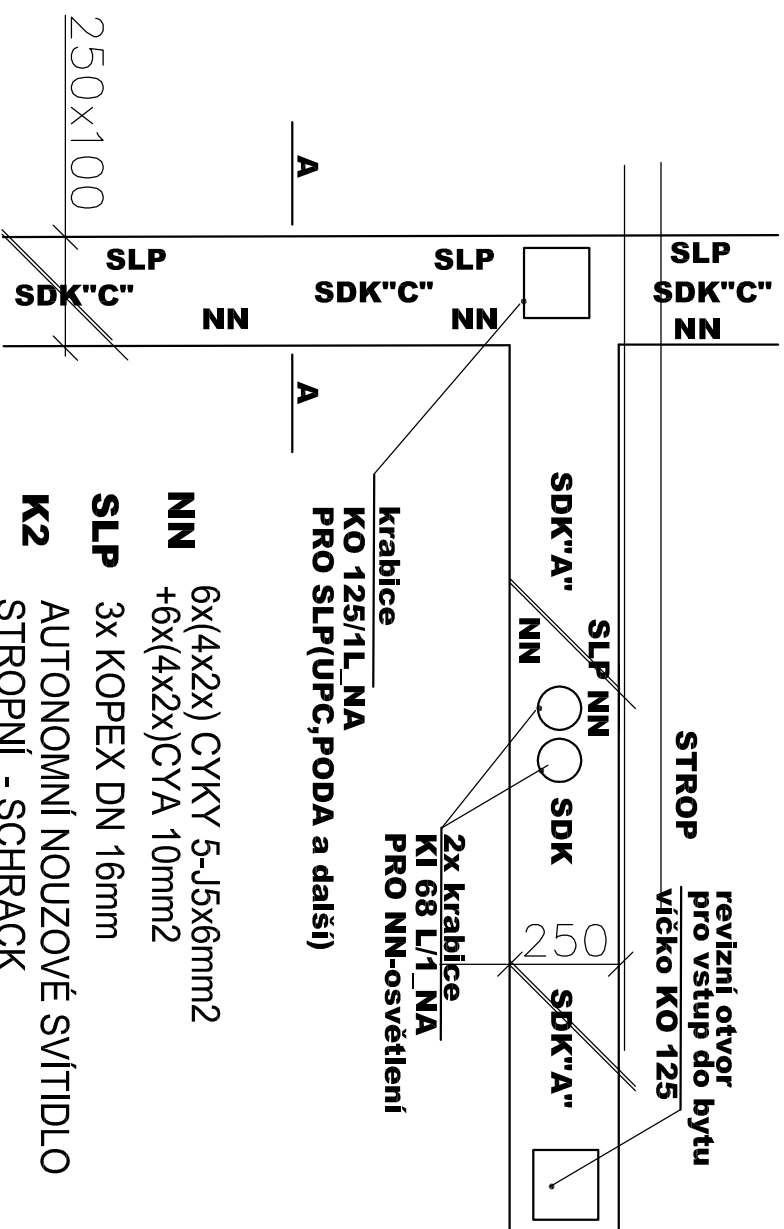 250x100
A
A
SLP
SDK"C"
NN
SLP
SDK"C"
NN
SLP
SDK"C"
NN
SDK"A"
SLP
NN
NN
SDK
250
SDK"A"
STROP
revizní otvor
pro vstup do bytu
víčko KO 125
krabice
KO 125/1L_NA
PRO SLP(UPC,PODA a další)
2x krabice
KI 68 L/1_NA
PRO NN-osvětlení
NN 6x(4x2x) CYKY 5-J5x6mm2
+6x(4x2x)CYA 10mm2
SLP 3x KOPEX DN 16mm
K2 AUTONOMNÍ NOUZOVÉ SVÍTIDLO
STROPNÍ - SCHRACK